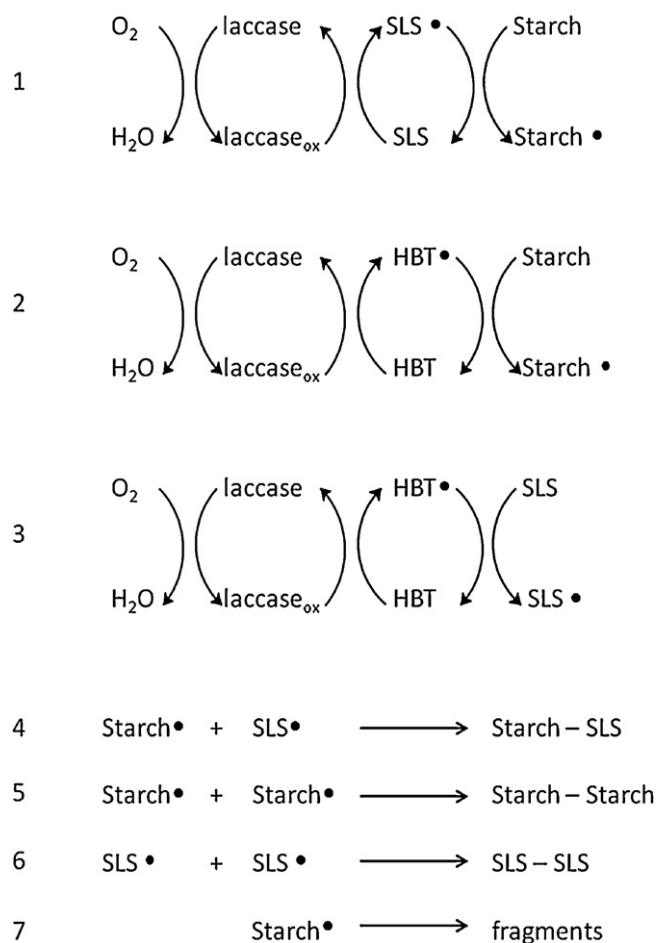 O₂ laccase SLS • Starch
1
H₂O laccaseₒₓ SLS Starch •
O₂ laccase HBT • Starch
2
H₂O laccaseₒₓ HBT Starch •
O₂ laccase HBT • SLS
3
H₂O laccaseₒₓ HBT SLS •
4 Starch• + SLS• → Starch – SLS
5 Starch• + Starch• → Starch – Starch
6 SLS • + SLS • → SLS – SLS
7 Starch• → fragments